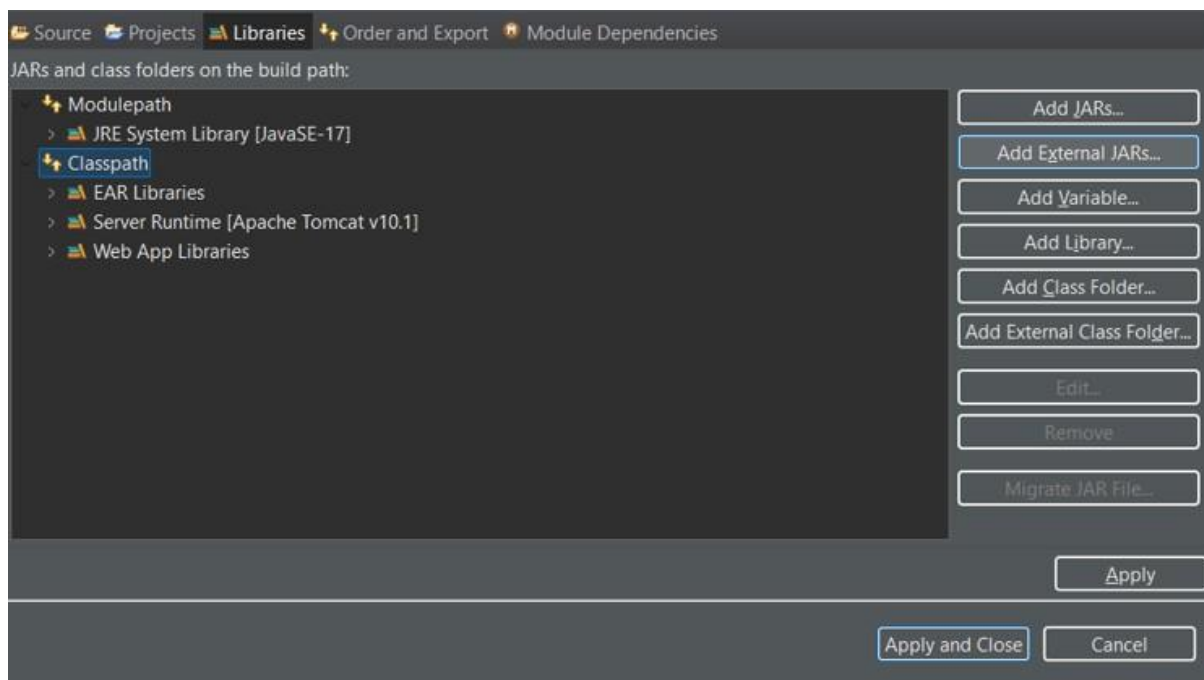 Source Projects Libraries Order and Export Module Dependencies
JARs and class folders on the build path:
Modulepath
JRE System Library [JavaSE-17]
Classpath
EAR Libraries
Server Runtime [Apache Tomcat v10.1]
Web App Libraries
Add JARs...
Add External JARs...
Add Variable...
Add Library...
Add Class Folder...
Add External Class Folder...
Edit...
Remove
Migrate JAR File...
Apply
Apply and Close
Cancel